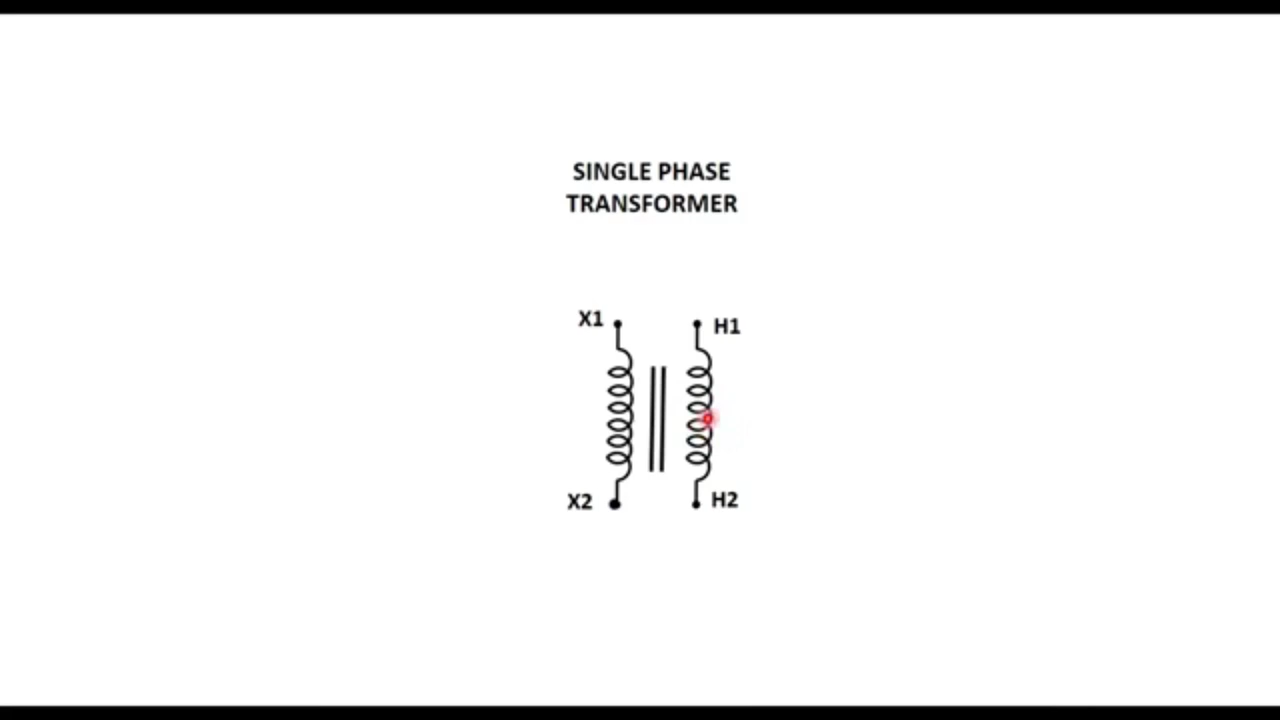 SINGLE PHASE
TRANSFORMER
X1
H1
X2
H2